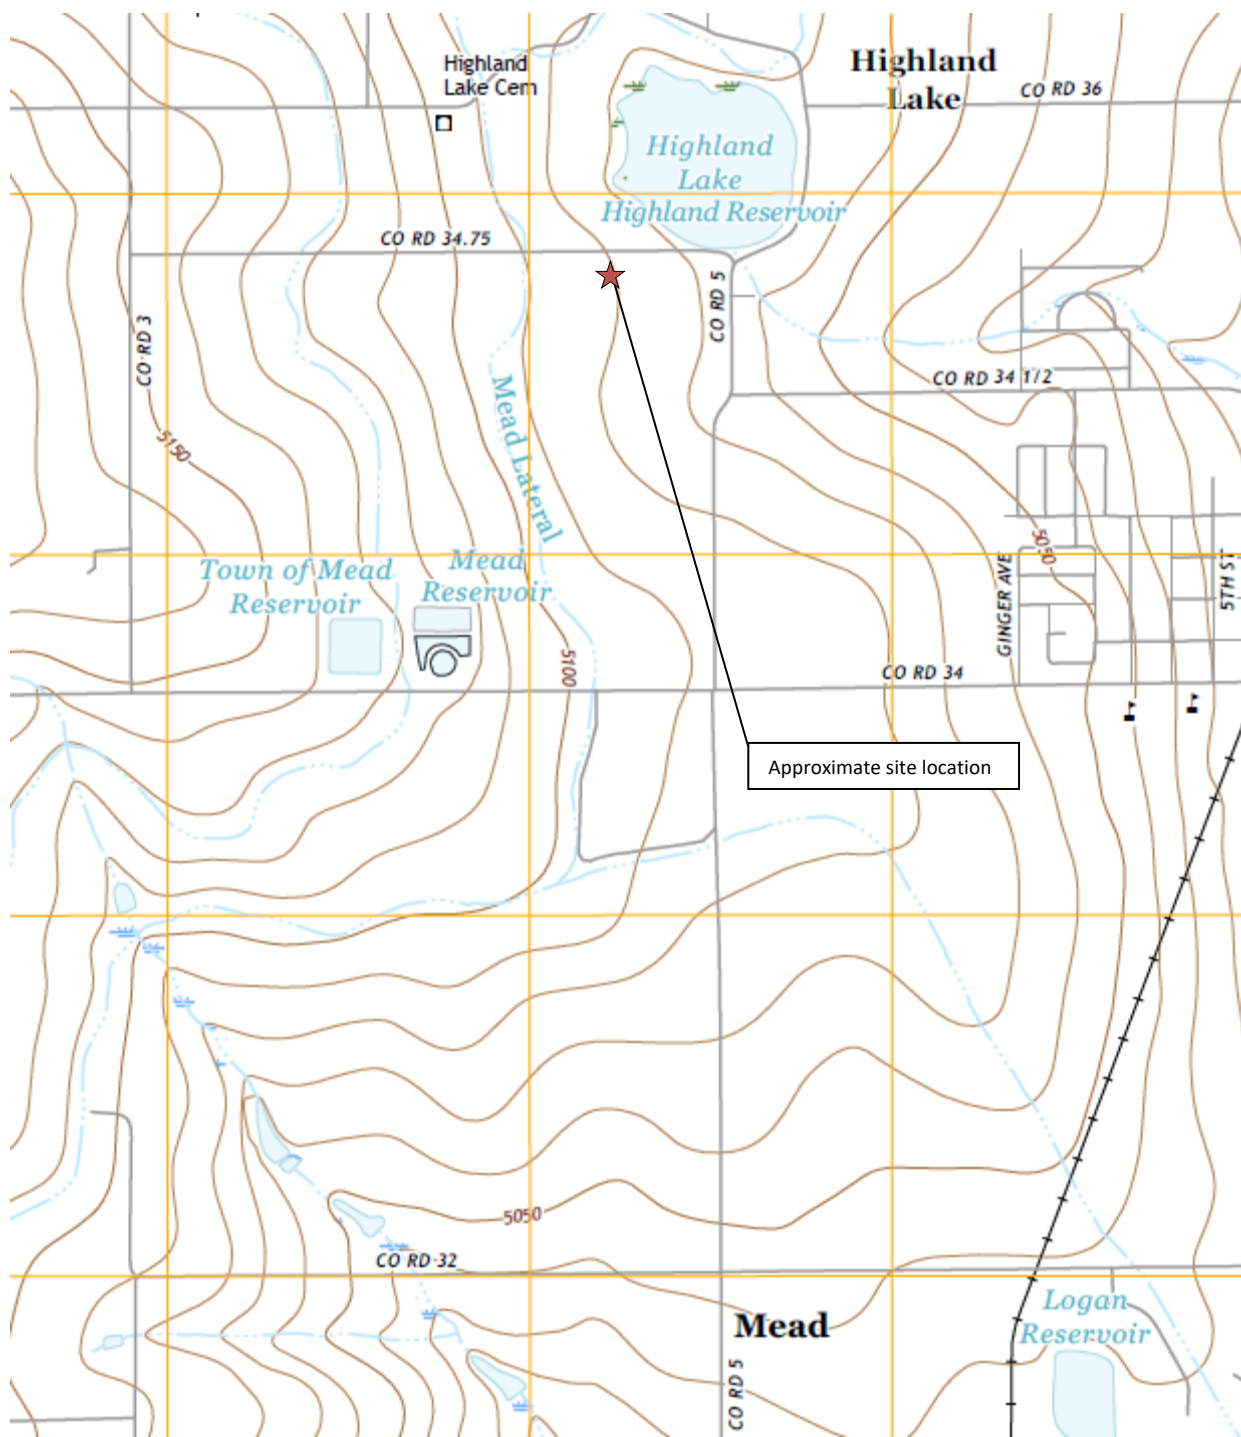 Highland
Lake Cem
Highland
Lake
CO RD 36
Highland
Lake
Highland Reservoir
CO RD 34.75
CO RD 5
CO RD 3
CO RD 34 1/2
5150
Mead Lateral
5050
Town of Mead
Reservoir
Mead
Reservoir
GINGER AVE
5TH ST
5100
CO RD 34
Approximate site location
5050
CO RD 32
Mead
Logan
Reservoir
CO RD 5